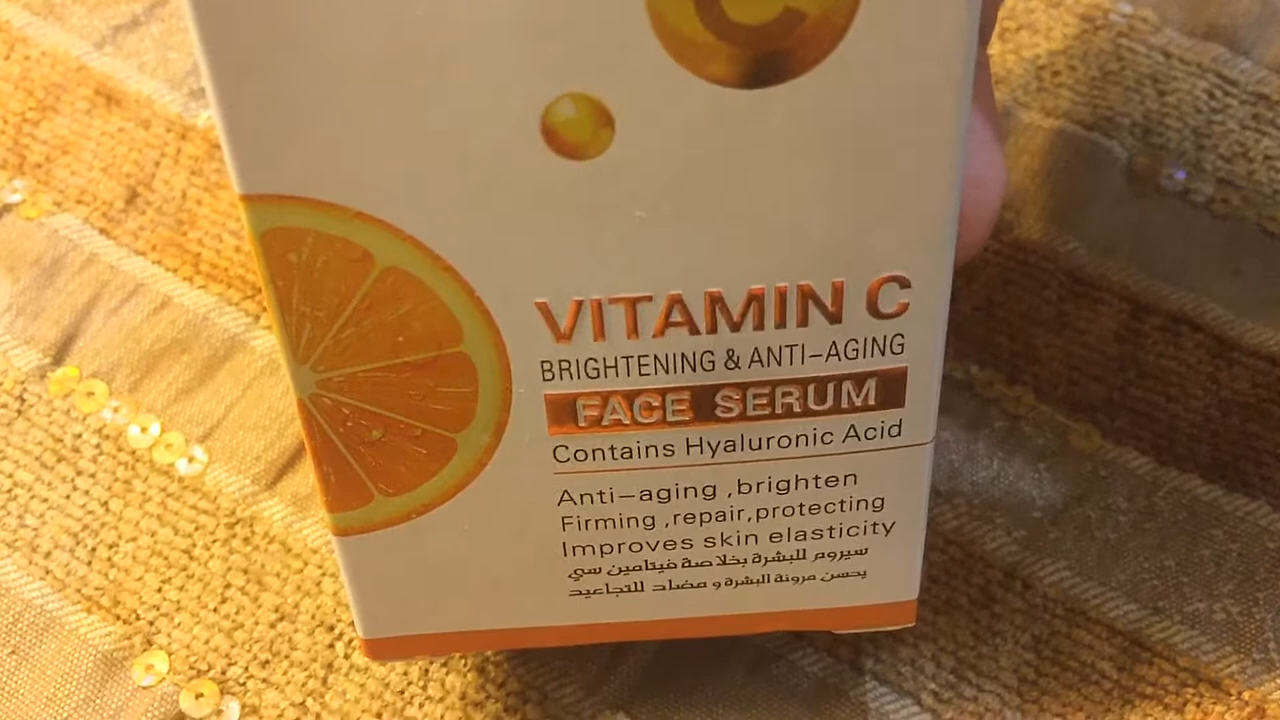 C
VITAMIN C
BRIGHTENING & ANTI-AGING
FACE SERUM
Contains Hyaluronic Acid
Anti-aging ,brighten
Firming ,repair,protecting
Improves skin elasticity
سيروم للبشرة بخلاصة فيتامين سي
يحسن مرونة البشرة و مضاد للتجاعيد